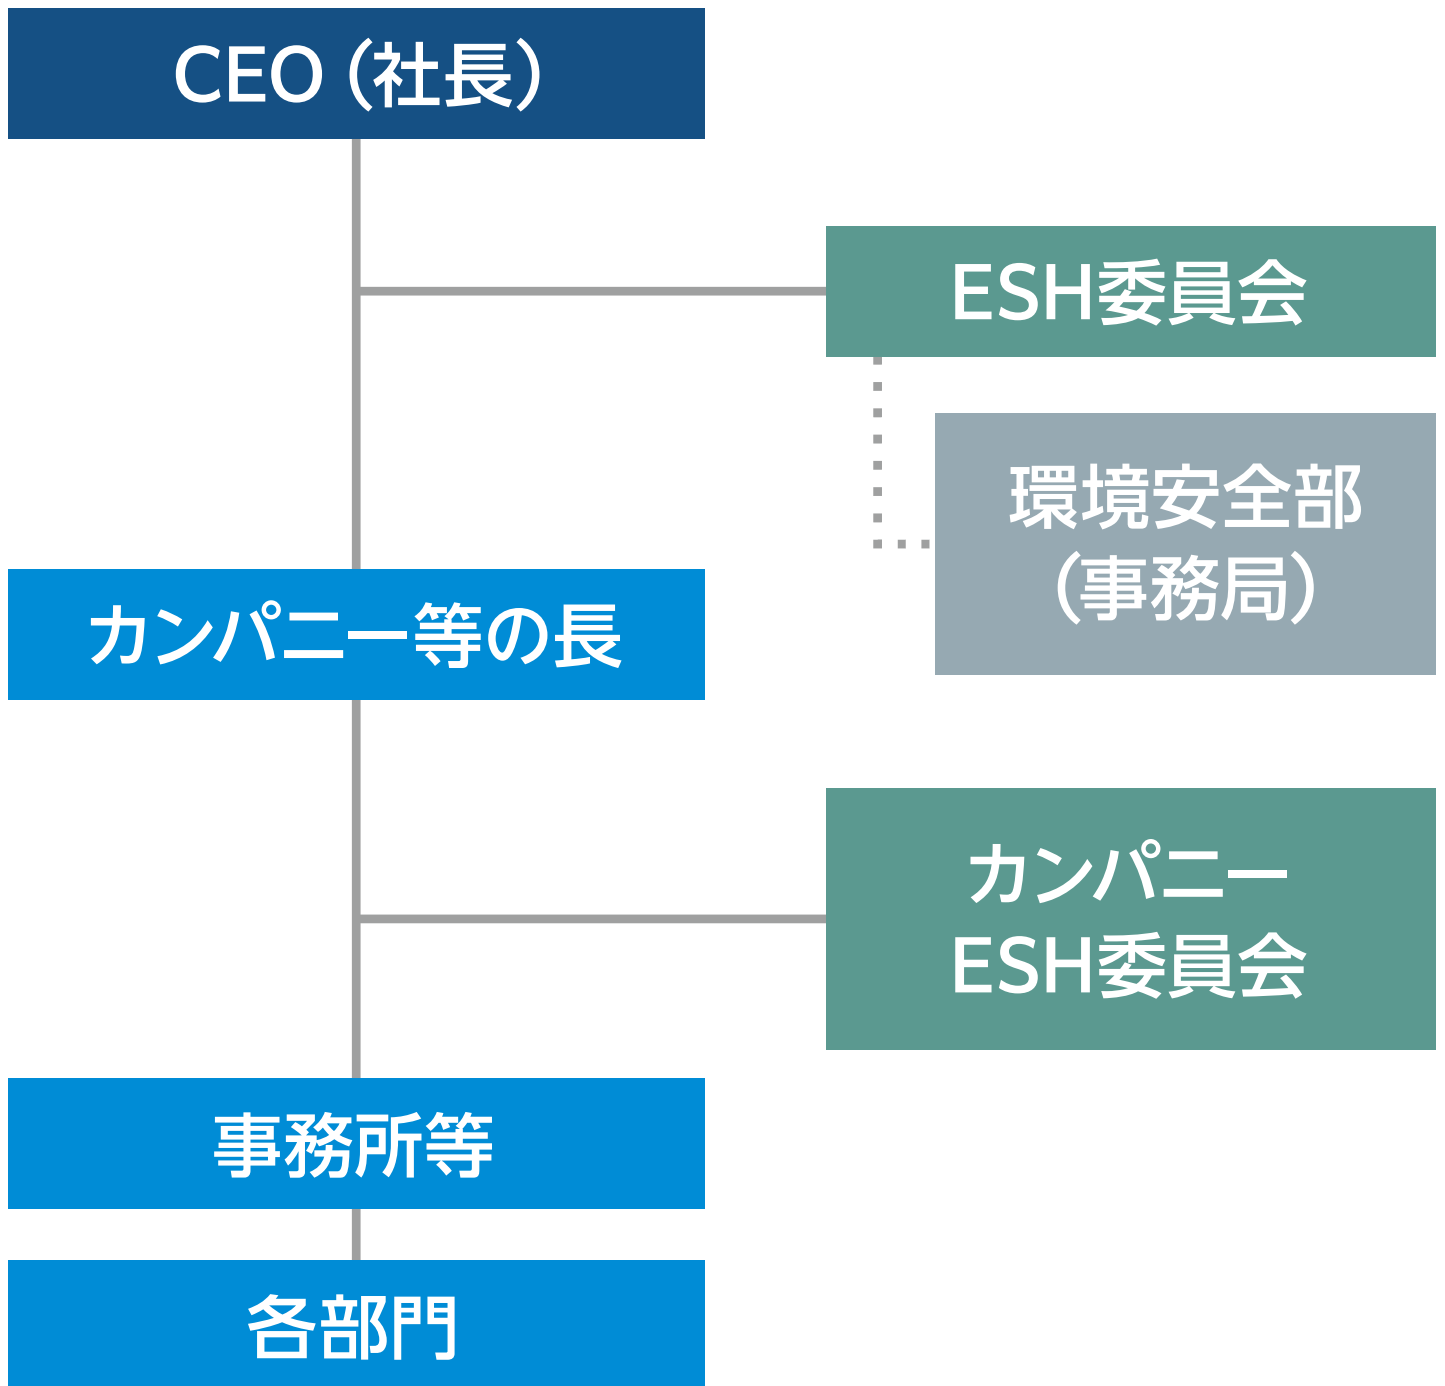 CEO（社長）
ESH委員会
環境安全部
（事務局）
カンパニー等の長
カンパニー
ESH委員会
事務所等
各部門